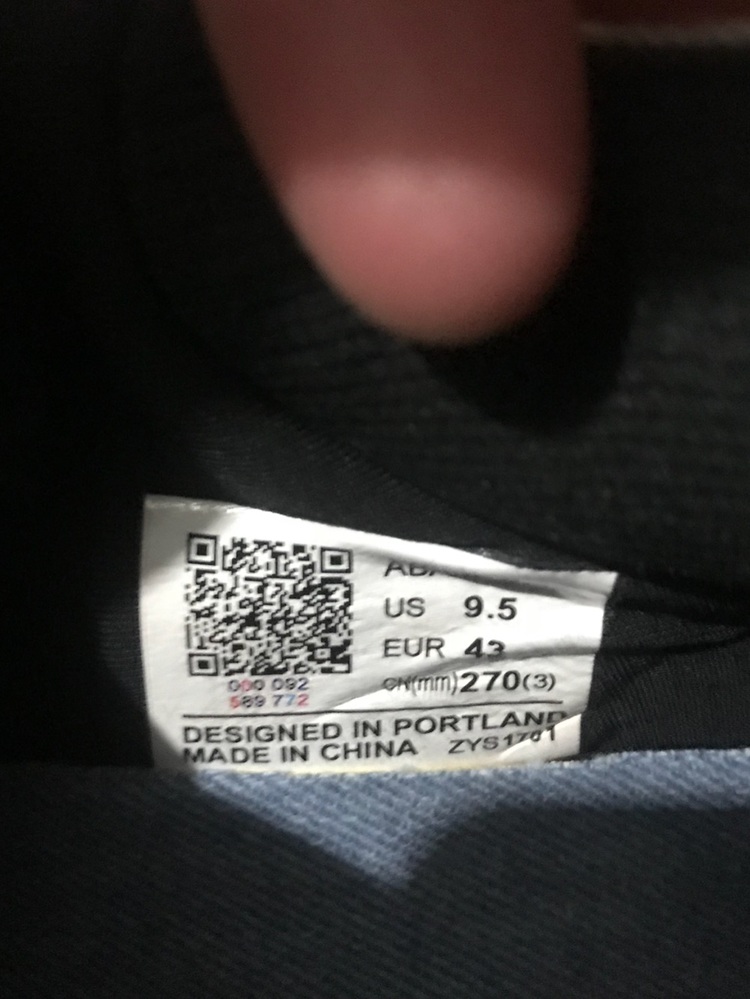 US 9.5
EUR 43
CN(mm)270(3)
000 092
589 772
DESIGNED IN PORTLAND
MADE IN CHINA ZYS1701